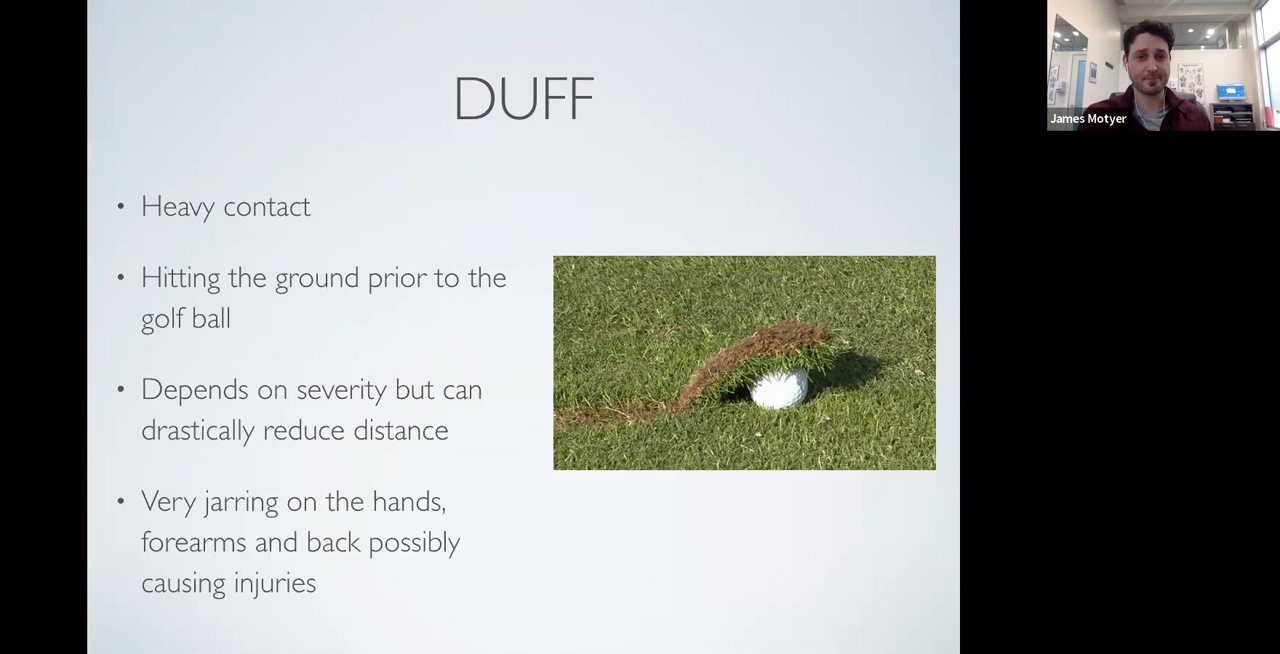 DUFF
• Heavy contact
• Hitting the ground prior to the
golf ball
• Depends on severity but can
drastically reduce distance
• Very jarring on the hands,
forearms and back possibly
causing injuries
James Motyer